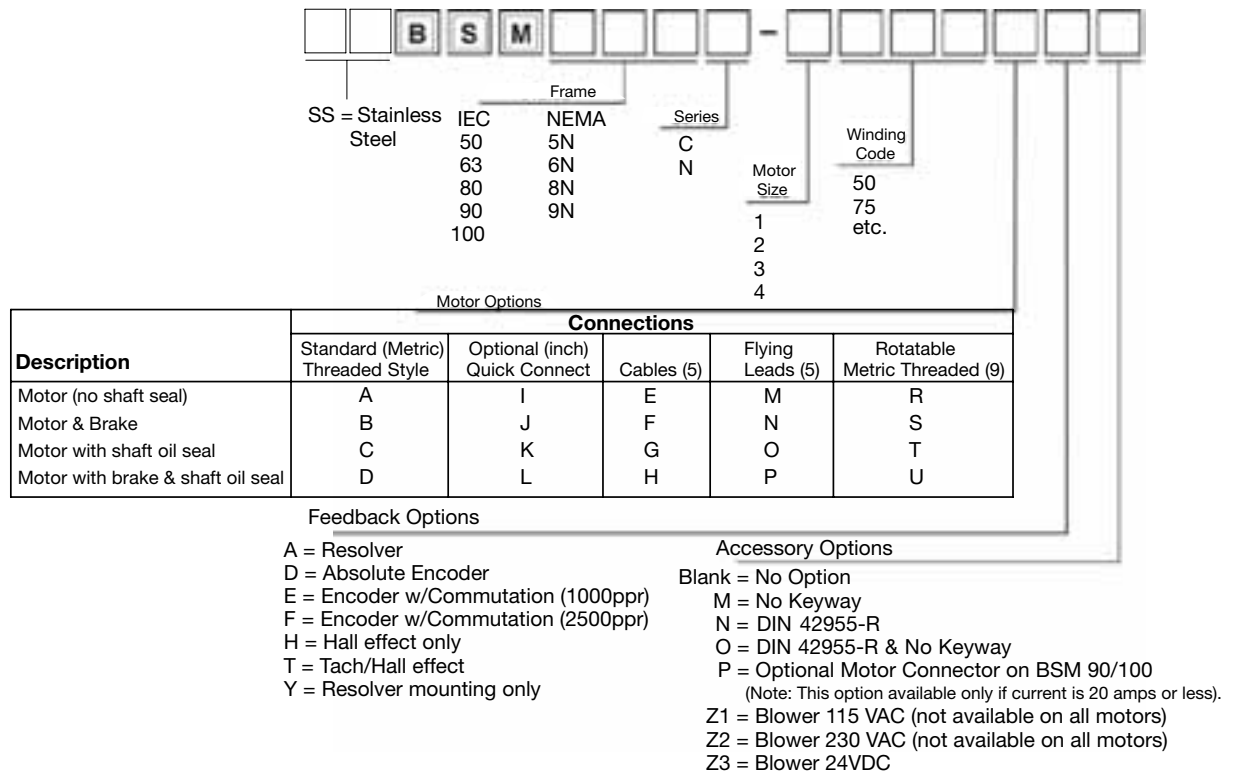 B S M -
SS = Stainless Steel
Frame
IEC NEMA
50 5N
63 6N
80 8N
90 9N
100
Series
C
N
Motor Size
1
2
3
4
Winding Code
50
75
etc.
Motor Options
Connections
Description
Standard (Metric) Threaded Style
Optional (inch) Quick Connect
Cables (5)
Flying Leads (5)
Rotatable Metric Threaded (9)
Motor (no shaft seal) A I E M R
Motor & Brake B J F N S
Motor with shaft oil seal C K G O T
Motor with brake & shaft oil seal D L H P U
Feedback Options
A = Resolver
D = Absolute Encoder
E = Encoder w/Commutation (1000ppr)
F = Encoder w/Commutation (2500ppr)
H = Hall effect only
T = Tach/Hall effect
Y = Resolver mounting only
Accessory Options
Blank = No Option
M = No Keyway
N = DIN 42955-R
O = DIN 42955-R & No Keyway
P = Optional Motor Connector on BSM 90/100
(Note: This option available only if current is 20 amps or less).
Z1 = Blower 115 VAC (not available on all motors)
Z2 = Blower 230 VAC (not available on all motors)
Z3 = Blower 24VDC